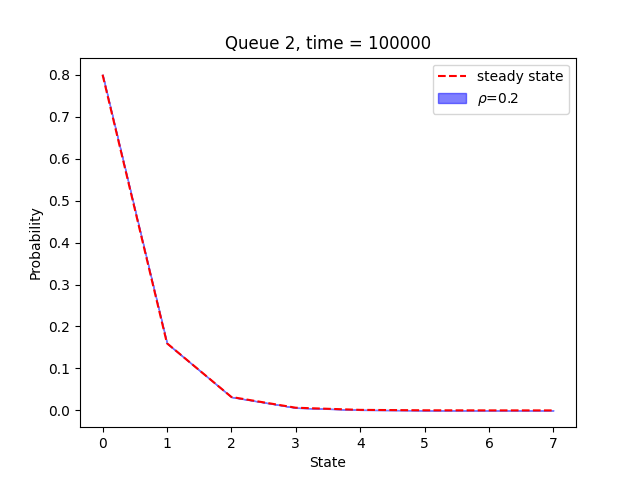 Queue 2, time = 100000
steady state
ρ=0.2
Probability
0.8
0.7
0.6
0.5
0.4
0.3
0.2
0.1
0.0
0 1 2 3 4 5 6 7
State